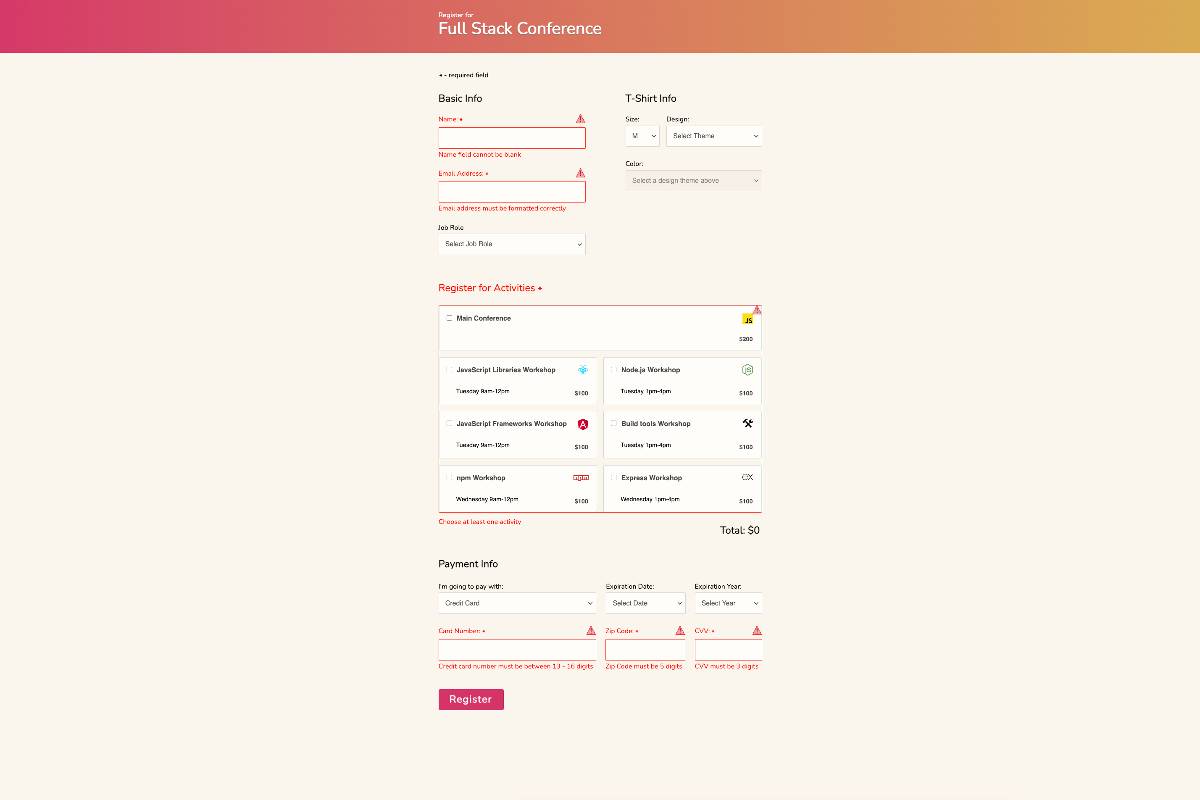 Register for
Full Stack Conference
* - required field
Basic Info
Name: *
Name field cannot be blank
Email Address: *
Email address must be formatted correctly
Job Role
Select Job Role
T-Shirt Info
Size:
Design:
M
Select Theme
Color:
Select a design theme above
Register for Activities *
Main Conference
JS
$200
JavaScript Libraries Workshop
Tuesday 9am-12pm
$100
Node.js Workshop
JS
Tuesday 1pm-4pm
$100
JavaScript Frameworks Workshop
A
Tuesday 9am-12pm
$100
Build tools Workshop
Tuesday 1pm-4pm
$100
npm Workshop
npm
Wednesday 9am-12pm
$100
Express Workshop
EX
Wednesday 1pm-4pm
$100
Choose at least one activity
Total: $0
Payment Info
I'm going to pay with:
Expiration Date:
Expiration Year:
Credit Card
Select Date
Select Year
Card Number: *
Zip Code: *
CVV: *
Credit card number must be between 13 - 16 digits
Zip Code must be 5 digits
CVV must be 3 digits
Register